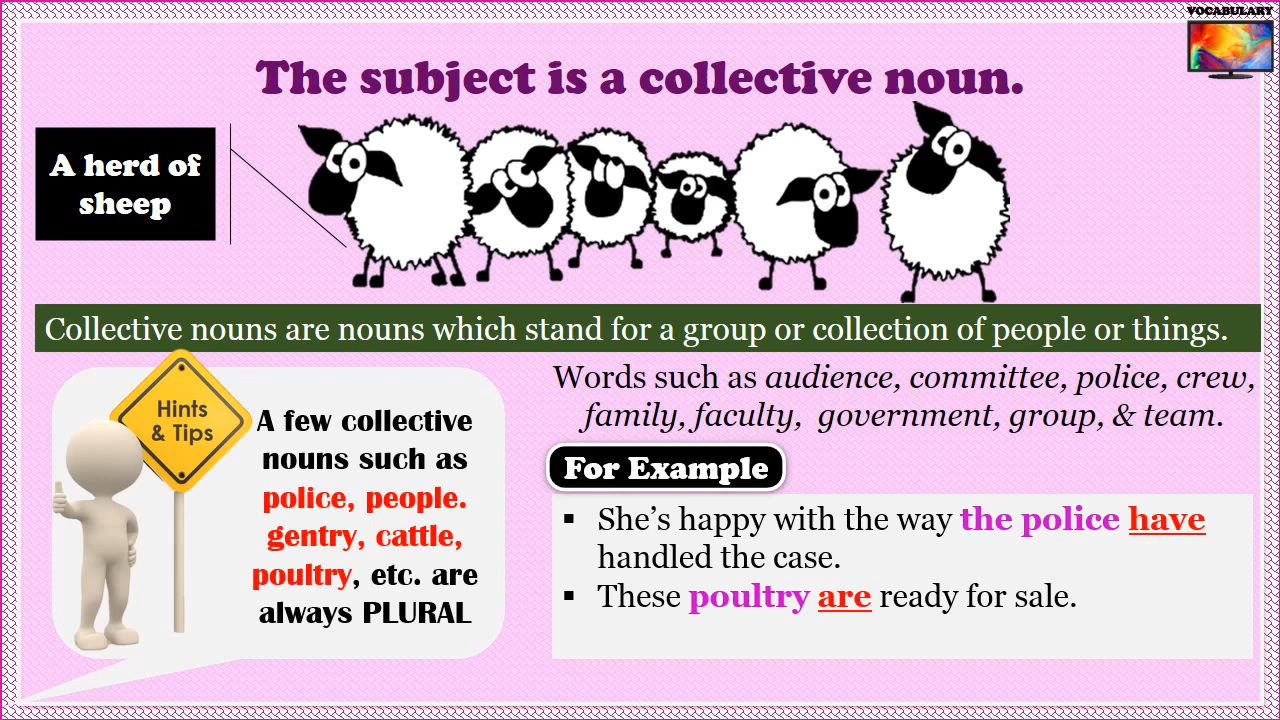 VOCABULARY
The subject is a collective noun.
A herd of
sheep
Collective nouns are nouns which stand for a group or collection of people or things.
Hints
& Tips
A few collective
nouns such as
police, people.
gentry, cattle,
poultry, etc. are
always PLURAL
Words such as audience, committee, police, crew,
family, faculty, government, group, & team.
For Example
▪ She’s happy with the way the police have
handled the case.
▪ These poultry are ready for sale.